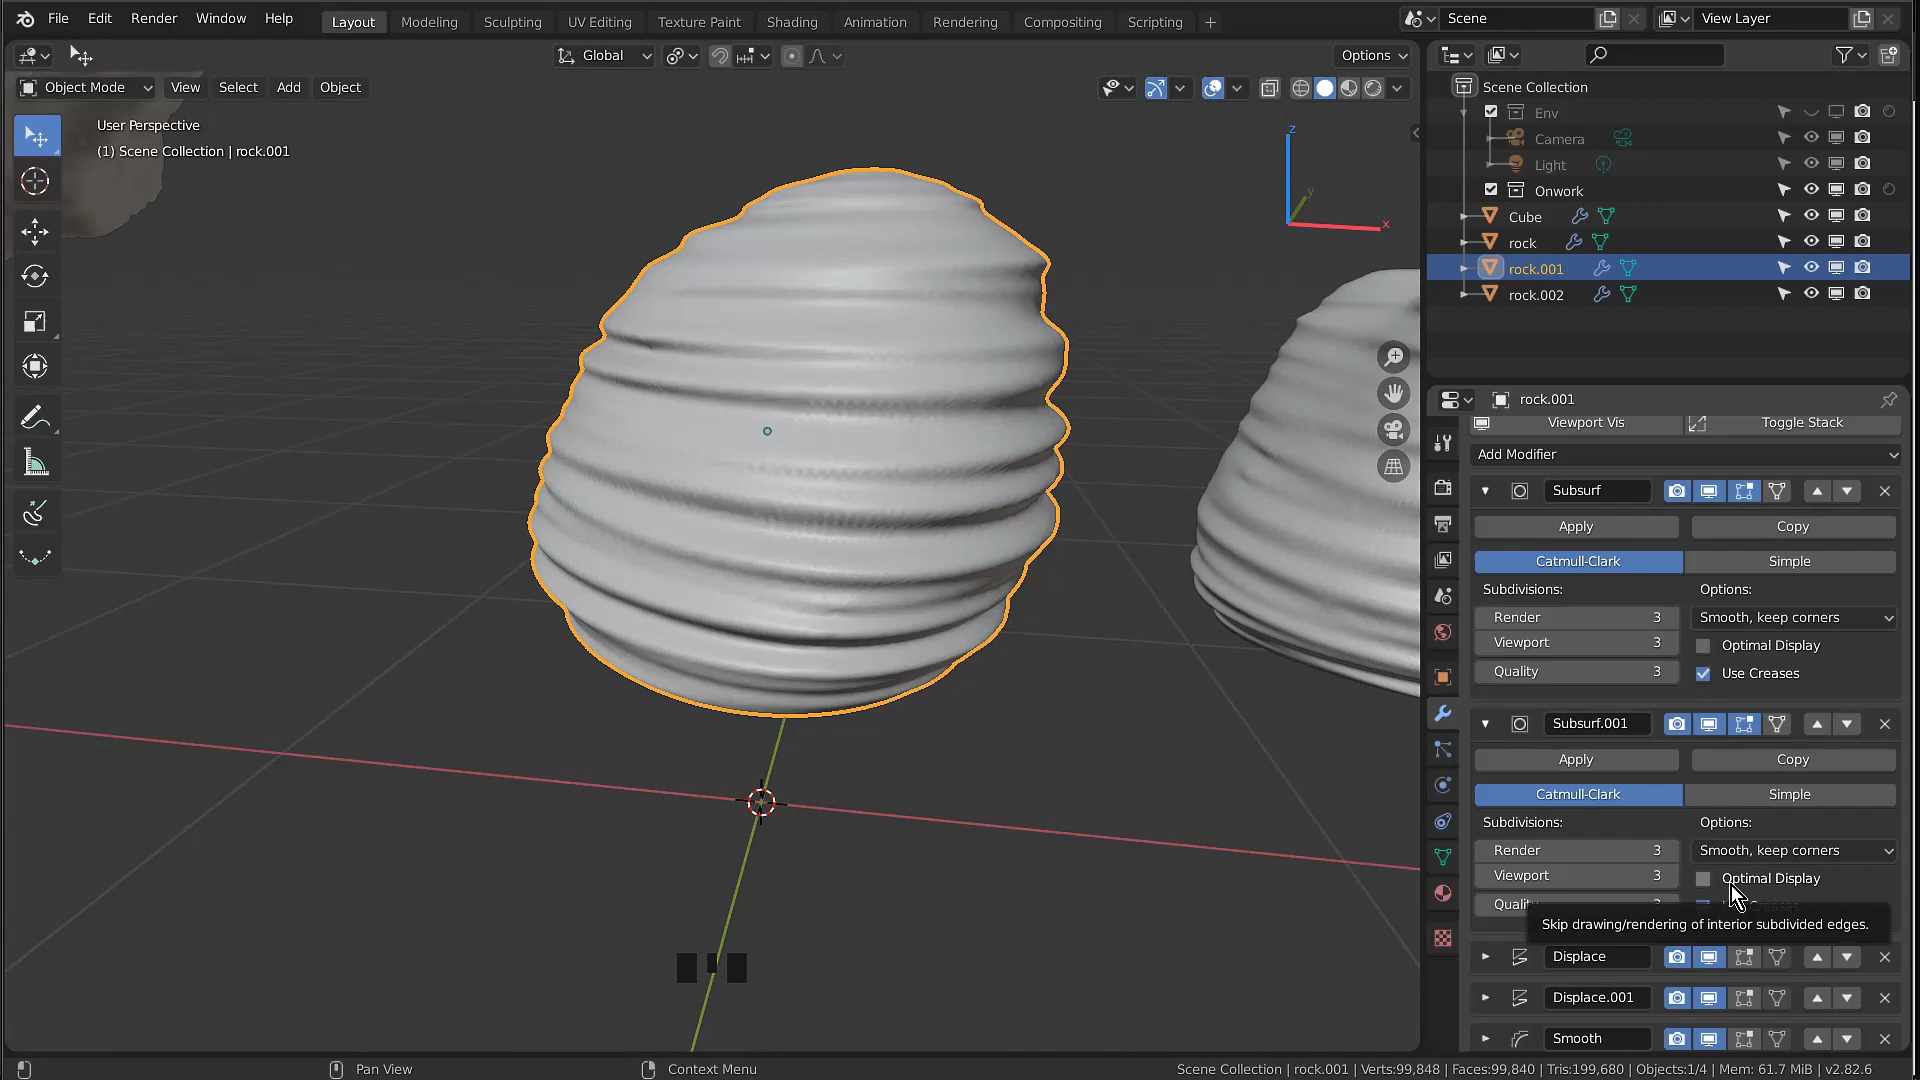 File Edit Render Window Help Layout Modeling Sculpting UV Editing Texture Paint Shading Animation Rendering Compositing Scripting + Scene View Layer
Global Options
Object Mode View Select Add Object
User Perspective
(1) Scene Collection | rock.001
z
y
x
Scene Collection
Env
Camera
Light
Onwork
Cube
rock
rock.001
rock.002
rock.001
Viewport Vis Toggle Stack
Add Modifier
Subsurf
Apply Copy
Catmull-Clark Simple
Subdivisions: Options:
Render 3 Smooth, keep corners
Viewport 3 Optimal Display
Quality 3 Use Creases
Subsurf.001
Apply Copy
Catmull-Clark Simple
Subdivisions: Options:
Render 3 Smooth, keep corners
Viewport 3 Optimal Display
Skip drawing/rendering of interior subdivided edges.
Displace
Displace.001
Smooth
Pan View Context Menu Scene Collection | rock.001 | Verts:99,848 | Faces:99,840 | Tris:199,680 | Objects:1/4 | Mem: 61.7 MiB | v2.82.6